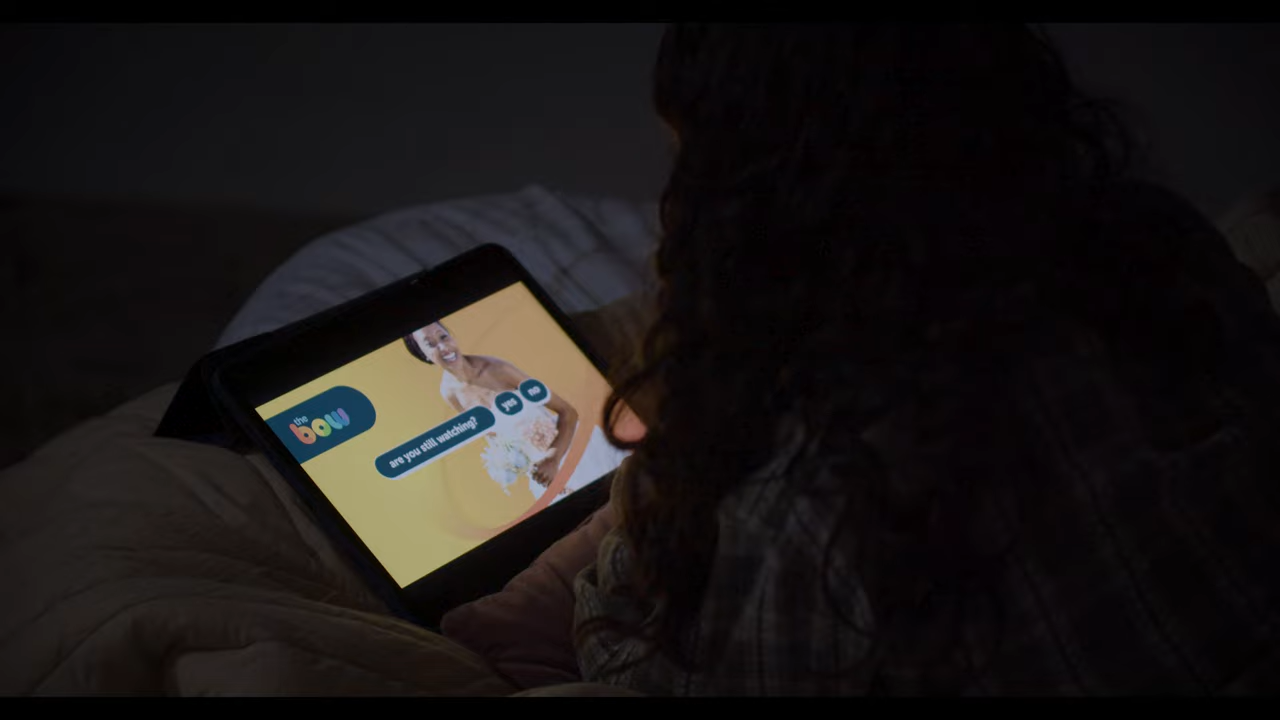 the
bow
are you still watching?
yes
no